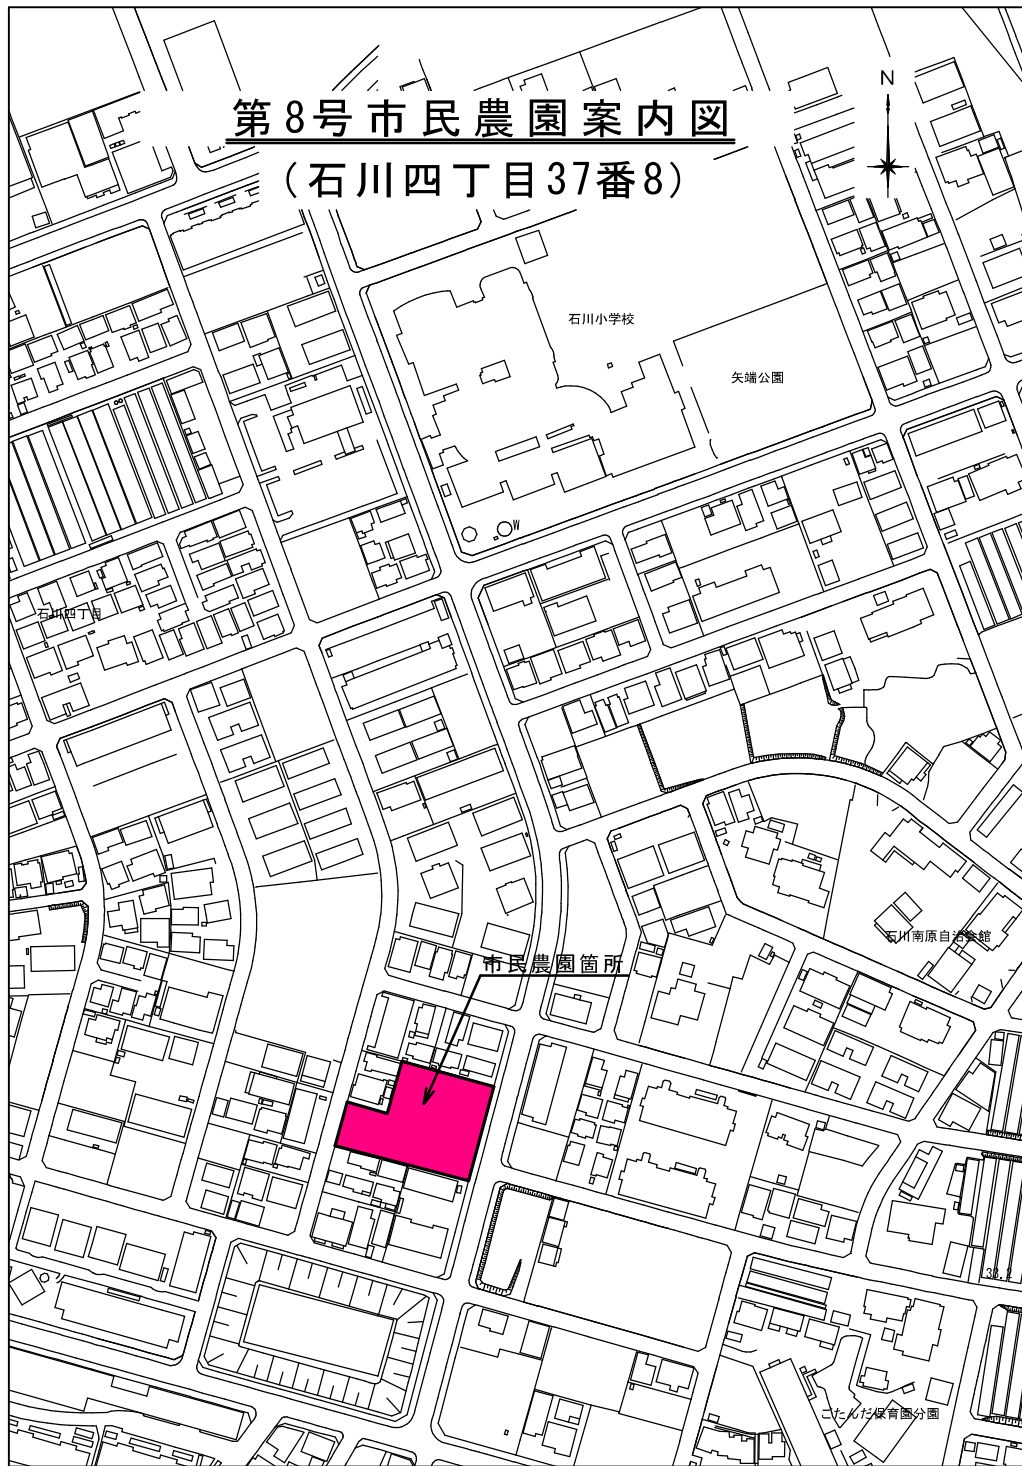 第8号市民農園案内図
（石川四丁目37番8）
N
石川小学校
矢端公園
W
石川四丁目
石川南原自治会館
市民農園箇所
こたんだ保育園分園